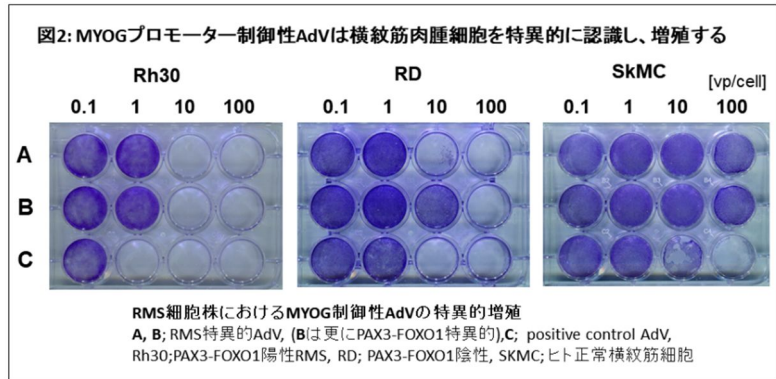 図2: MYOGプロモーター制御性AdVは横紋筋肉腫細胞を特異的に認識し、増殖する
Rh30 RD SkMC [vp/cell]
0.1 1 10 100 0.1 1 10 100 0.1 1 10 100
A
B
C
RMS細胞株におけるMYOG制御性AdVの特異的増殖
A, B; RMS特異的AdV, (Bは更にPAX3-FOXO1特異的),C; positive control AdV,
Rh30;PAX3-FOXO1陽性RMS, RD; PAX3-FOXO1陰性, SKMC;ヒト正常横紋筋細胞